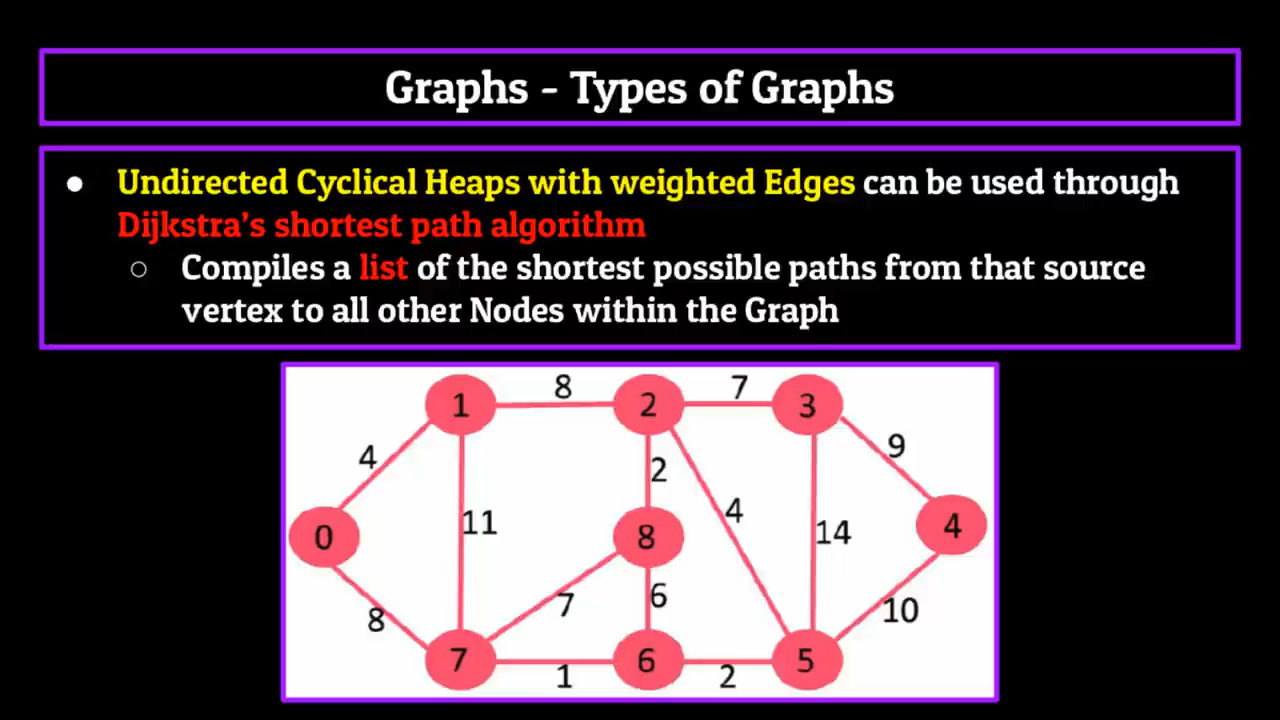 Graphs - Types of Graphs
● Undirected Cyclical Heaps with weighted Edges can be used through
Dijkstra's shortest path algorithm
○ Compiles a list of the shortest possible paths from that source
vertex to all other Nodes within the Graph
1 8 2 7 3
4 2 9
0 11 8 4 14 4
8 7 6 10
7 1 6 2 5